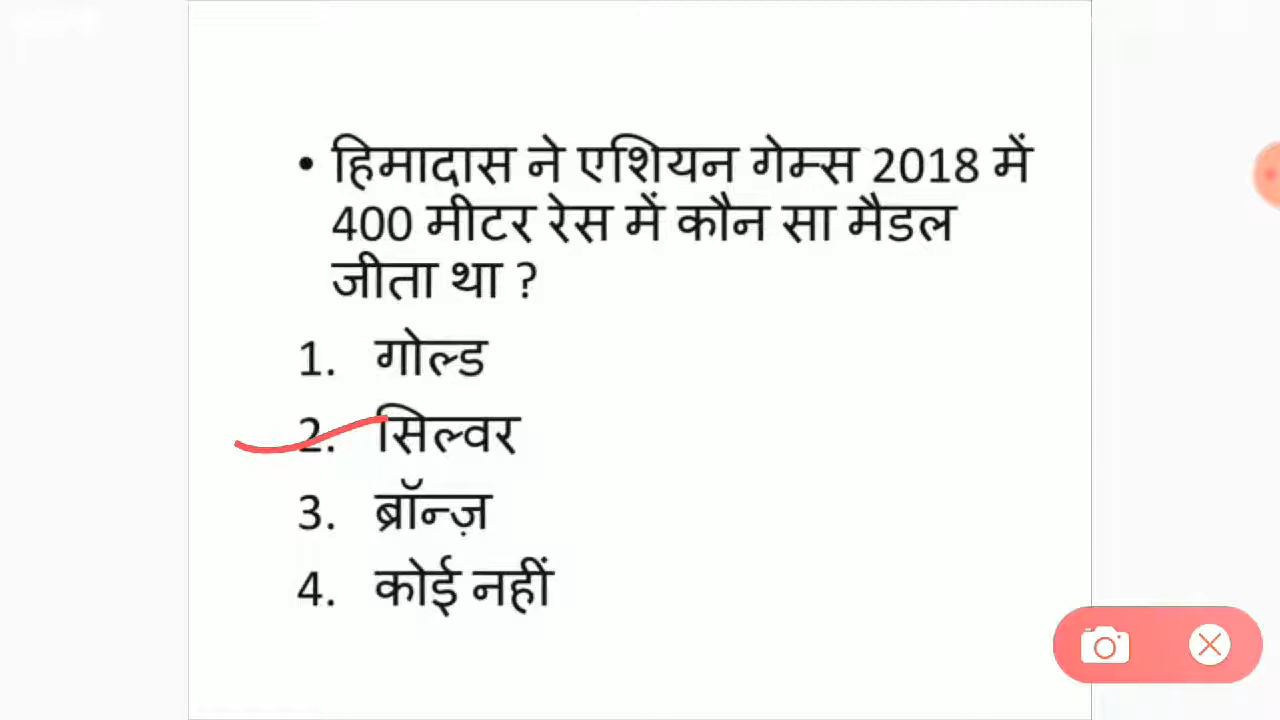 • हिमादास ने एशियन गेम्स 2018 में
400 मीटर रेस में कौन सा मैडल
जीता था ?
1. गोल्ड
2. सिल्वर
3. ब्रॉन्ज़
4. कोई नहीं